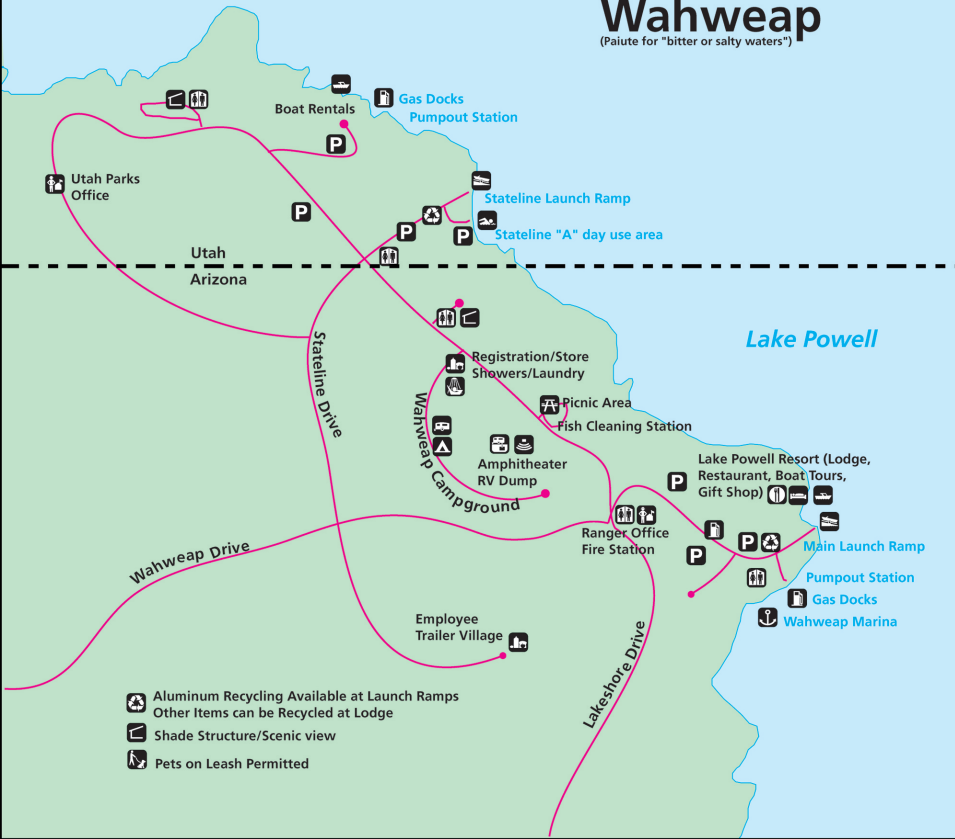 Wahweap
(Paiute for "bitter or salty waters")
Boat Rentals
Gas Docks
Pumpout Station
P
Utah Parks
Office
P
Stateline Launch Ramp
P
P
Stateline "A" day use area
Utah
Arizona
Lake Powell
Stateline Drive
Registration/Store
Showers/Laundry
Wahweap Campground
Picnic Area
Fish Cleaning Station
Amphitheater
RV Dump
Lake Powell Resort (Lodge,
Restaurant, Boat Tours,
Gift Shop)
P
Ranger Office
Fire Station
P
P
Main Launch Ramp
Wahweap Drive
Pumpout Station
Gas Docks
Wahweap Marina
Employee
Trailer Village
Lakeshore Drive
Aluminum Recycling Available at Launch Ramps
Other Items can be Recycled at Lodge
Shade Structure/Scenic view
Pets on Leash Permitted